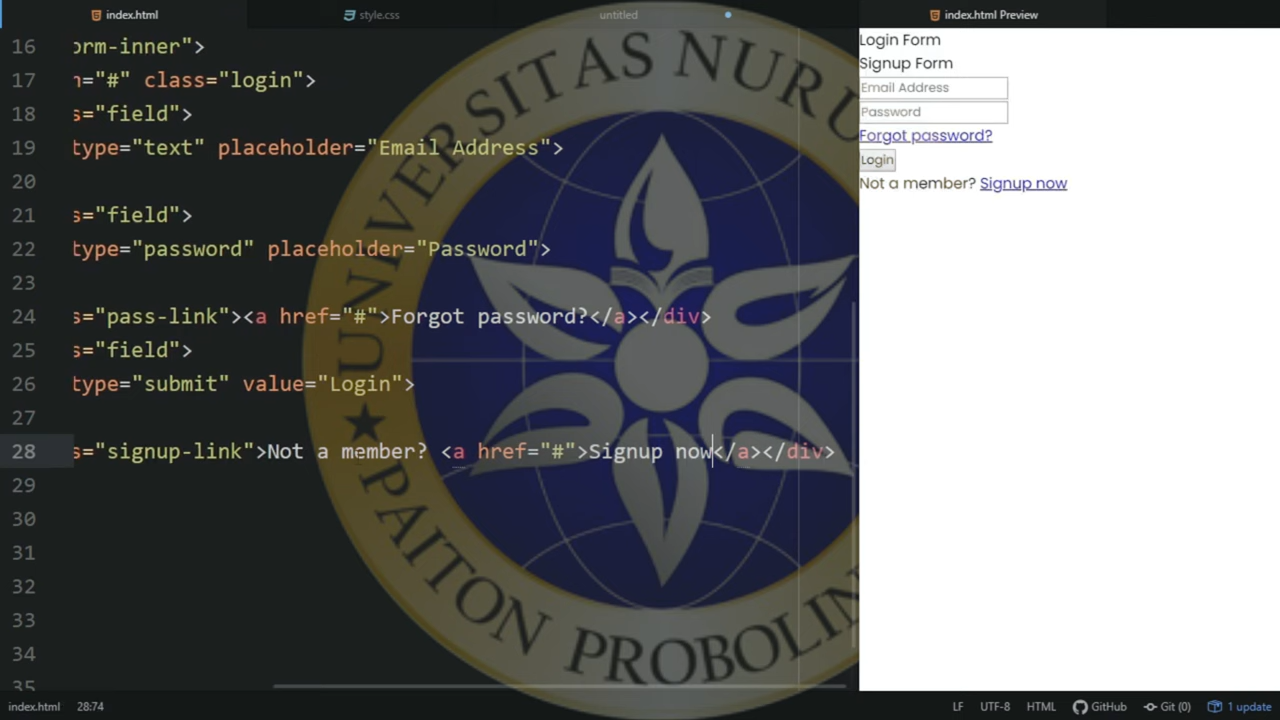 index.html
style.css
untitled
index.html Preview
16 orm-inner">
17 ="#" class="login">
18 s="field">
19 type="text" placeholder="Email Address">
20
21 s="field">
22 type="password" placeholder="Password">
23
24 s="pass-link"><a href="#">Forgot password?</a></div>
25 s="field">
26 type="submit" value="Login">
27
28 s="signup-link">Not a member? <a href="#">Signup now</a></div>
29
30
31
32
33
34
35
UNIVERSITAS NURU
PAITON PROBOLIN
Login Form
Signup Form
Email Address
Password
Forgot password?
Login
Not a member? Signup now
index.html 28:74
LF UTF-8 HTML GitHub Git (0) 1 update